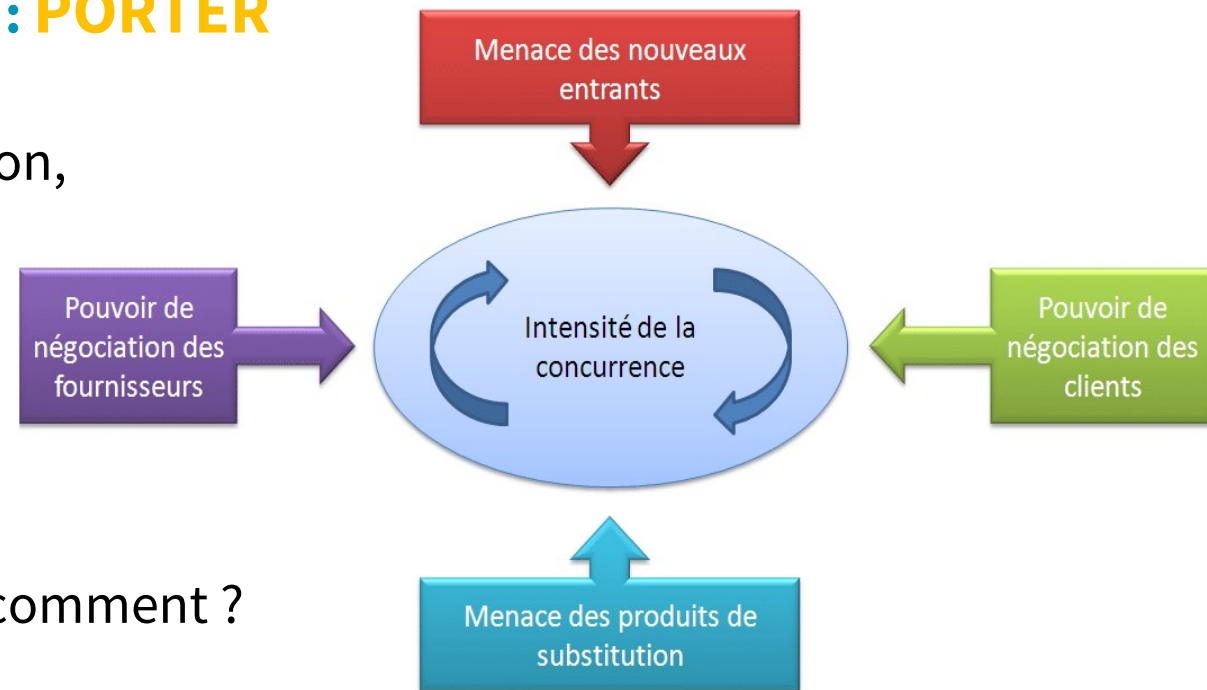 : PORTER
Menace des nouveaux
entrants
on,
Pouvoir de
négociation des
fournisseurs
Intensité de la
concurrence
Pouvoir de
négociation des
clients
comment ?
Menace des produits de
substitution